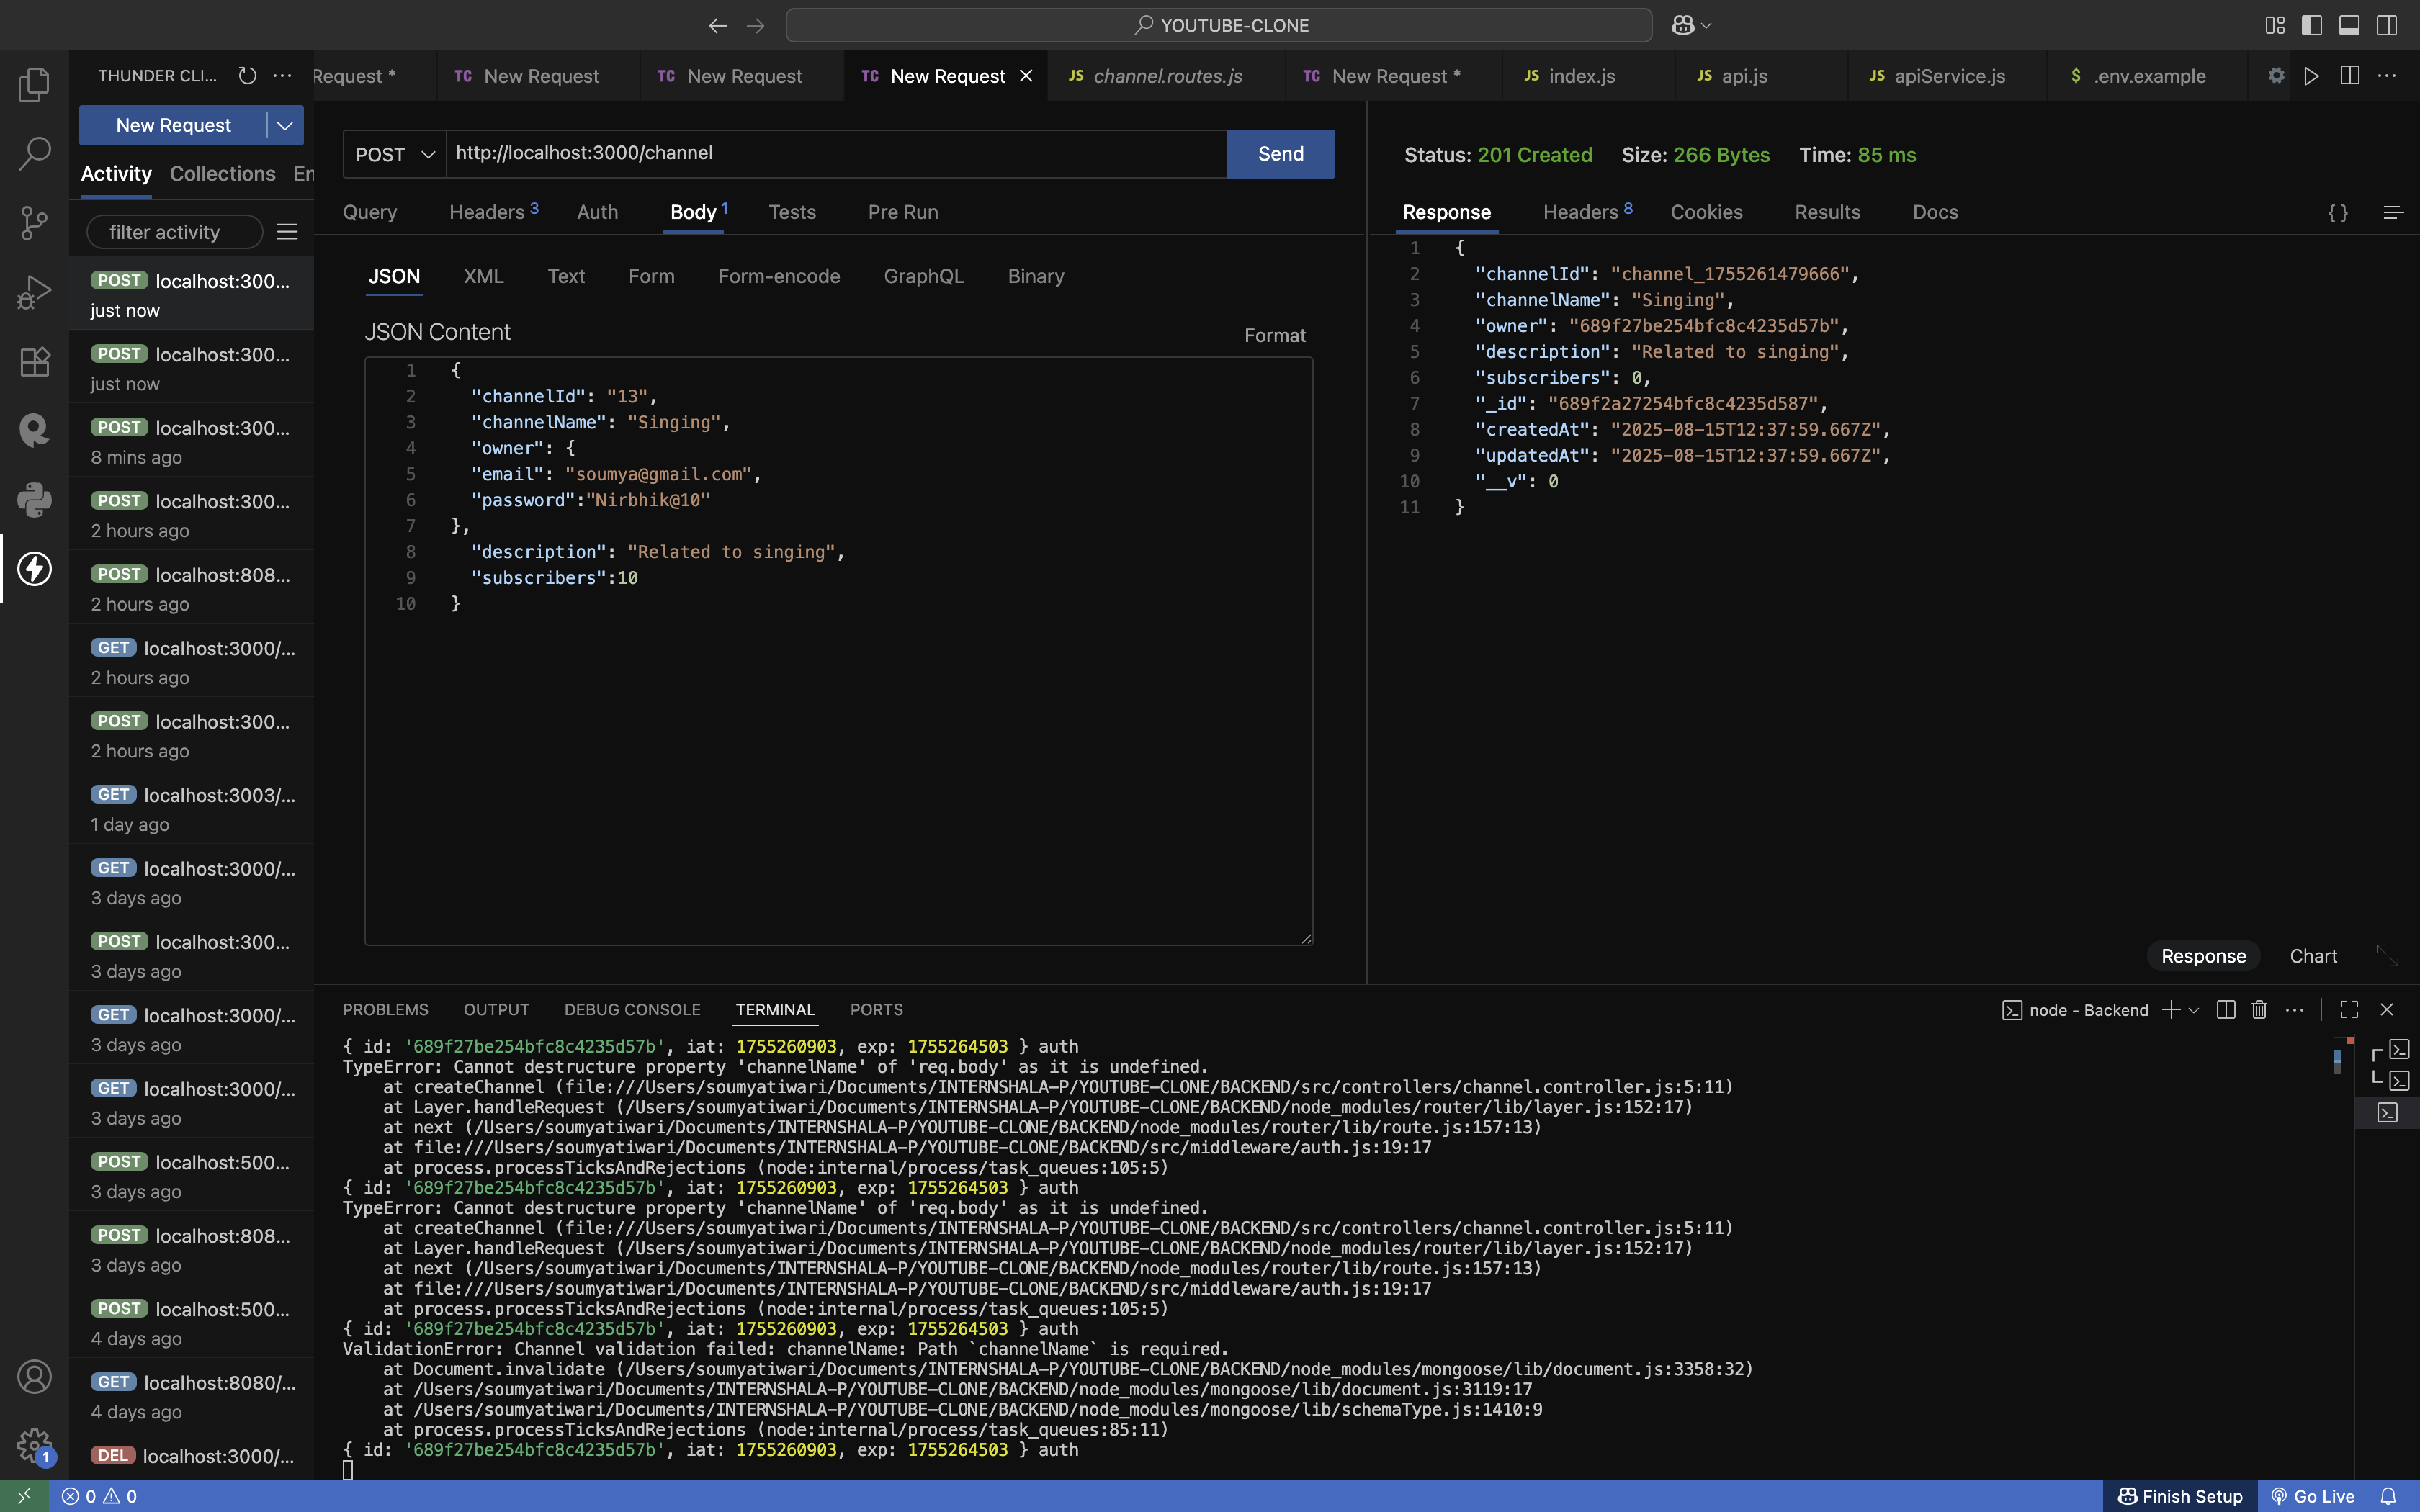 YOUTUBE-CLONE
THUNDER CLI...
Request *
TC New Request
TC New Request
TC New Request
JS channel.routes.js
TC New Request *
JS index.js
JS api.js
JS apiService.js
$ .env.example
New Request
Activity Collections En
filter activity
POST localhost:300...
just now
POST localhost:300...
just now
POST localhost:300...
8 mins ago
POST localhost:300...
2 hours ago
POST localhost:808...
2 hours ago
GET localhost:3000/...
2 hours ago
POST localhost:300...
2 hours ago
GET localhost:3003/...
1 day ago
GET localhost:3000/...
3 days ago
POST localhost:300...
3 days ago
GET localhost:3000/...
3 days ago
GET localhost:3000/...
3 days ago
POST localhost:500...
3 days ago
POST localhost:808...
3 days ago
POST localhost:500...
4 days ago
GET localhost:8080/...
4 days ago
DEL localhost:3000/...
1
POST http://localhost:3000/channel Send
Query Headers 3 Auth Body 1 Tests Pre Run
JSON XML Text Form Form-encode GraphQL Binary
JSON Content Format
1 {
2 "channelId": "13",
3 "channelName": "Singing",
4 "owner": {
5 "email": "soumya@gmail.com",
6 "password":"Nirbhik@10"
7 },
8 "description": "Related to singing",
9 "subscribers":10
10 }
Status: 201 Created Size: 266 Bytes Time: 85 ms
Response Headers 8 Cookies Results Docs { }
1 {
2 "channelId": "channel_1755261479666",
3 "channelName": "Singing",
4 "owner": "689f27be254bfc8c4235d57b",
5 "description": "Related to singing",
6 "subscribers": 0,
7 "_id": "689f2a27254bfc8c4235d587",
8 "createdAt": "2025-08-15T12:37:59.667Z",
9 "updatedAt": "2025-08-15T12:37:59.667Z",
10 "__v": 0
11 }
Response Chart
PROBLEMS OUTPUT DEBUG CONSOLE TERMINAL PORTS
node - Backend
{ id: '689f27be254bfc8c4235d57b', iat: 1755260903, exp: 1755264503 } auth
TypeError: Cannot destructure property 'channelName' of 'req.body' as it is undefined.
at createChannel (file:///Users/soumyatiwari/Documents/INTERNSHALA-P/YOUTUBE-CLONE/BACKEND/src/controllers/channel.controller.js:5:11)
at Layer.handleRequest (/Users/soumyatiwari/Documents/INTERNSHALA-P/YOUTUBE-CLONE/BACKEND/node_modules/router/lib/layer.js:152:17)
at next (/Users/soumyatiwari/Documents/INTERNSHALA-P/YOUTUBE-CLONE/BACKEND/node_modules/router/lib/route.js:157:13)
at file:///Users/soumyatiwari/Documents/INTERNSHALA-P/YOUTUBE-CLONE/BACKEND/src/middleware/auth.js:19:17
at process.processTicksAndRejections (node:internal/process/task_queues:105:5)
{ id: '689f27be254bfc8c4235d57b', iat: 1755260903, exp: 1755264503 } auth
TypeError: Cannot destructure property 'channelName' of 'req.body' as it is undefined.
at createChannel (file:///Users/soumyatiwari/Documents/INTERNSHALA-P/YOUTUBE-CLONE/BACKEND/src/controllers/channel.controller.js:5:11)
at Layer.handleRequest (/Users/soumyatiwari/Documents/INTERNSHALA-P/YOUTUBE-CLONE/BACKEND/node_modules/router/lib/layer.js:152:17)
at next (/Users/soumyatiwari/Documents/INTERNSHALA-P/YOUTUBE-CLONE/BACKEND/node_modules/router/lib/route.js:157:13)
at file:///Users/soumyatiwari/Documents/INTERNSHALA-P/YOUTUBE-CLONE/BACKEND/src/middleware/auth.js:19:17
at process.processTicksAndRejections (node:internal/process/task_queues:105:5)
{ id: '689f27be254bfc8c4235d57b', iat: 1755260903, exp: 1755264503 } auth
ValidationError: Channel validation failed: channelName: Path `channelName` is required.
at Document.invalidate (/Users/soumyatiwari/Documents/INTERNSHALA-P/YOUTUBE-CLONE/BACKEND/node_modules/mongoose/lib/document.js:3358:32)
at /Users/soumyatiwari/Documents/INTERNSHALA-P/YOUTUBE-CLONE/BACKEND/node_modules/mongoose/lib/document.js:3119:17
at /Users/soumyatiwari/Documents/INTERNSHALA-P/YOUTUBE-CLONE/BACKEND/node_modules/mongoose/lib/schemaType.js:1410:9
at process.processTicksAndRejections (node:internal/process/task_queues:85:11)
{ id: '689f27be254bfc8c4235d57b', iat: 1755260903, exp: 1755264503 } auth
0 0 Finish Setup Go Live